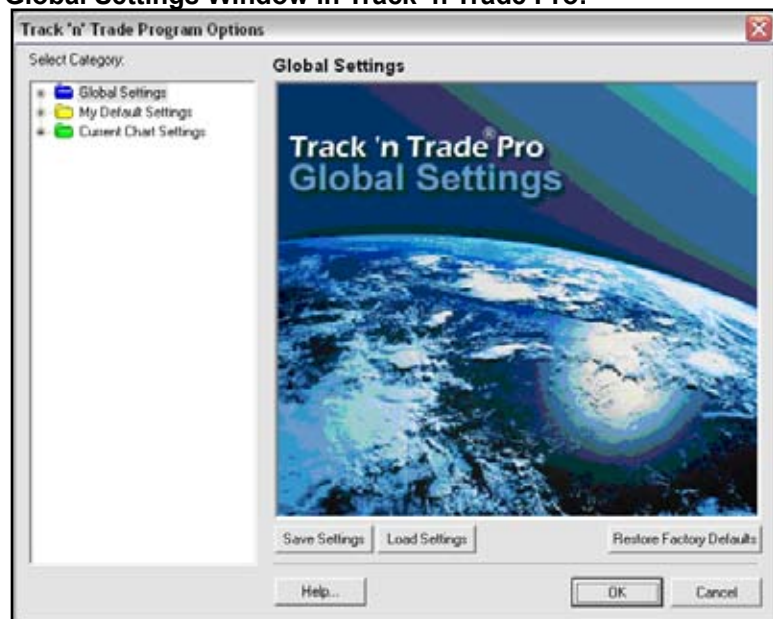 Global Settings Window in Track 'n Trade Pro:
Track 'n' Trade Program Options
Select Category:
Global Settings
My Default Settings
Current Chart Settings
Global Settings
Track 'n Trade® Pro
Global Settings
Save Settings
Load Settings
Restore Factory Defaults
Help...
OK
Cancel